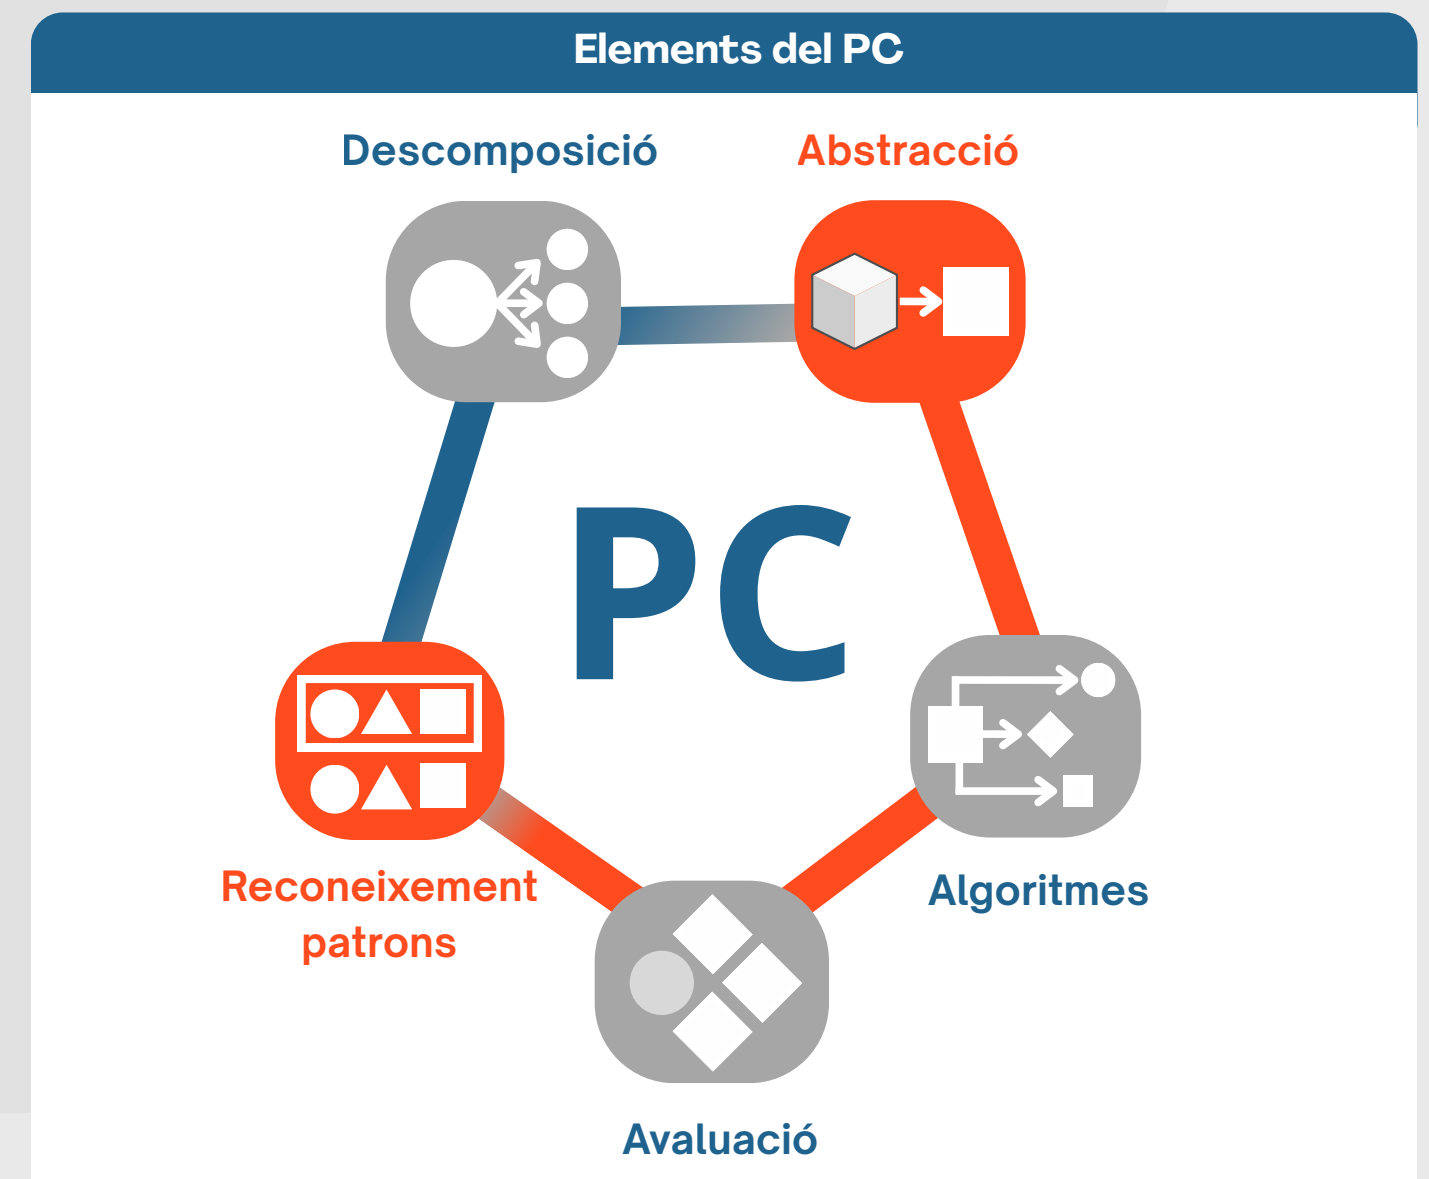 Elements del PC
Descomposició
Abstracció
PC
Reconeixement
patrons
Algoritmes
Avaluació